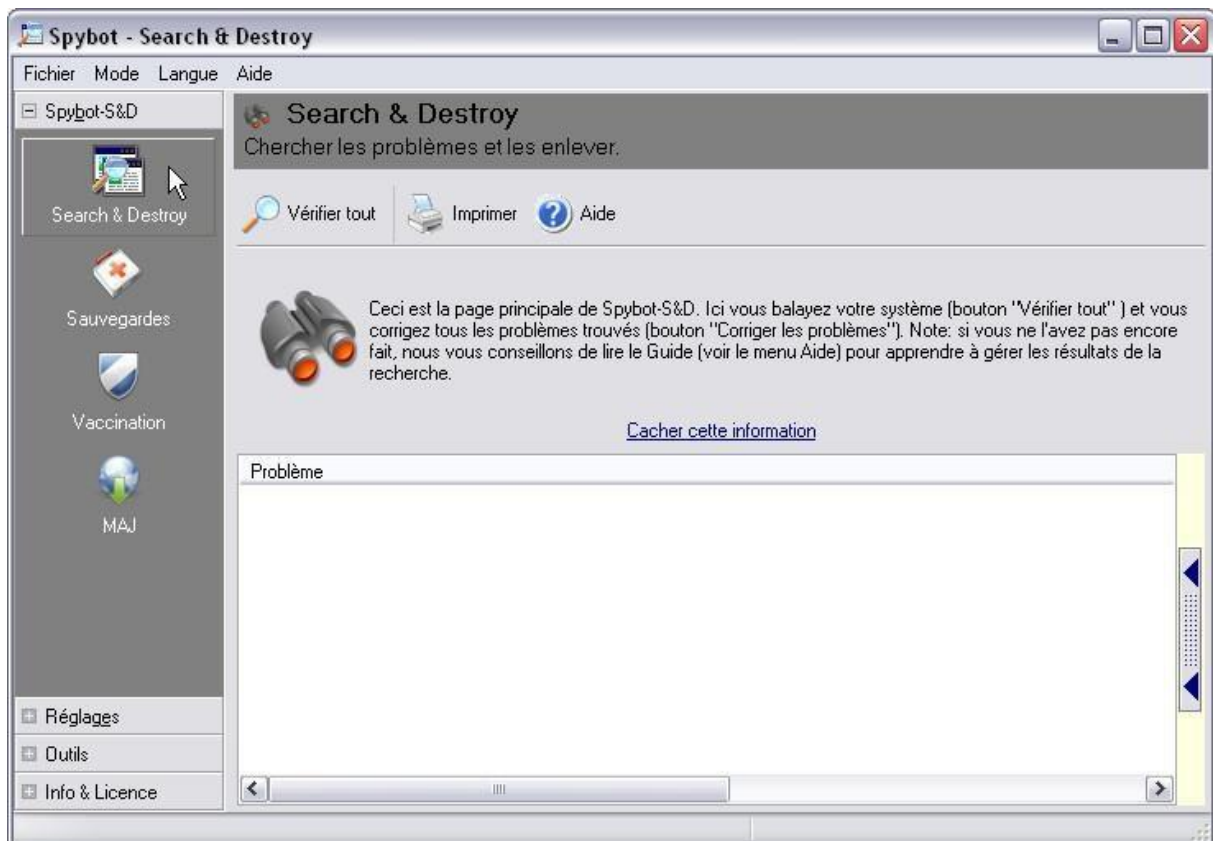 Spybot - Search & Destroy
Fichier Mode Langue Aide
Spybot-S&D
Search & Destroy
Sauvegardes
Vaccination
MAJ
Réglages
Outils
Info & Licence
Search & Destroy
Chercher les problèmes et les enlever.
Vérifier tout
Imprimer
Aide
Ceci est la page principale de Spybot-S&D. Ici vous balayez votre système (bouton "Vérifier tout" ) et vous
corrigez tous les problèmes trouvés (bouton "Corriger les problèmes"). Note: si vous ne l'avez pas encore
fait, nous vous conseillons de lire le Guide (voir le menu Aide) pour apprendre à gérer les résultats de la
recherche.
Cacher cette information
Problème